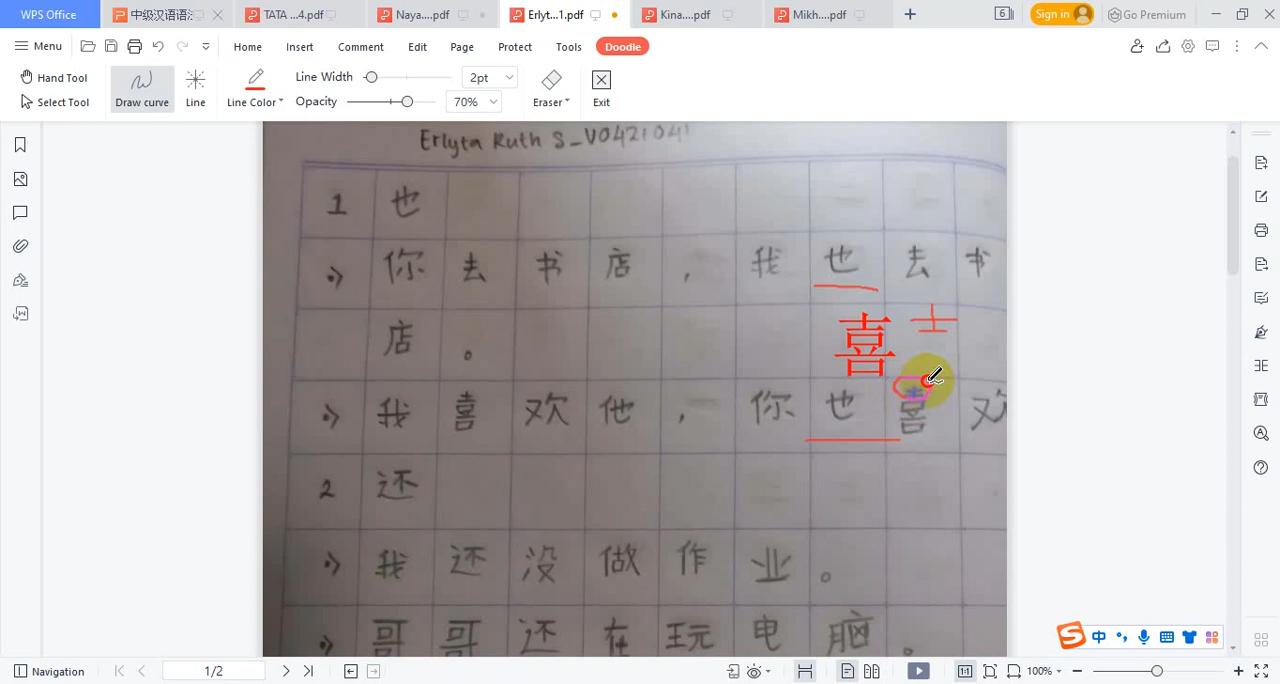 WPS Office 中级汉语语法 TATA ...4.pdf Naya....pdf Erlyt...1.pdf Kina....pdf Mikh....pdf 6 Sign in Go Premium
Menu Home Insert Comment Edit Page Protect Tools Doodle
Hand Tool Select Tool Draw curve Line Line Color Line Width 2pt Opacity 70% Eraser Exit
Erlyta Ruth S_V0421041
1 也
你去书店，我也去书
店。
喜 士
我喜欢他，你也喜欢
2 还
我还没做作业。
哥哥还在玩电脑。
中
Navigation 1/2 100%